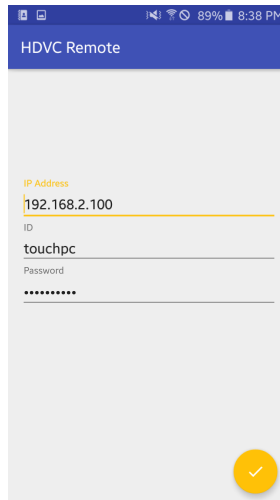 89% 8:38 PM
HDVC Remote
IP Address
192.168.2.100
ID
touchpc
Password
••••••••••